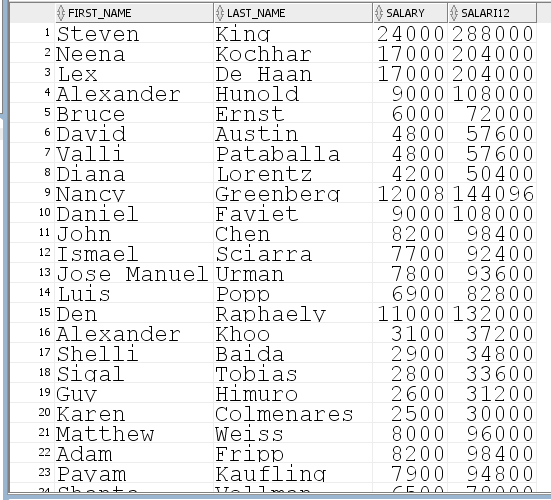 FIRST_NAME LAST_NAME SALARY SALARI12
1 Steven King 24000 288000
2 Neena Kochhar 17000 204000
3 Lex De Haan 17000 204000
4 Alexander Hunold 9000 108000
5 Bruce Ernst 6000 72000
6 David Austin 4800 57600
7 Valli Pataballa 4800 57600
8 Diana Lorentz 4200 50400
9 Nancy Greenberg 12008 144096
10 Daniel Faviet 9000 108000
11 John Chen 8200 98400
12 Ismael Sciarra 7700 92400
13 Jose Manuel Urman 7800 93600
14 Luis Popp 6900 82800
15 Den Raphaely 11000 132000
16 Alexander Khoo 3100 37200
17 Shelli Baida 2900 34800
18 Sigal Tobias 2800 33600
19 Guy Himuro 2600 31200
20 Karen Colmenares 2500 30000
21 Matthew Weiss 8000 96000
22 Adam Fripp 8200 98400
23 Payam Kaufling 7900 94800
24 Shanta Vollman 6500 78000